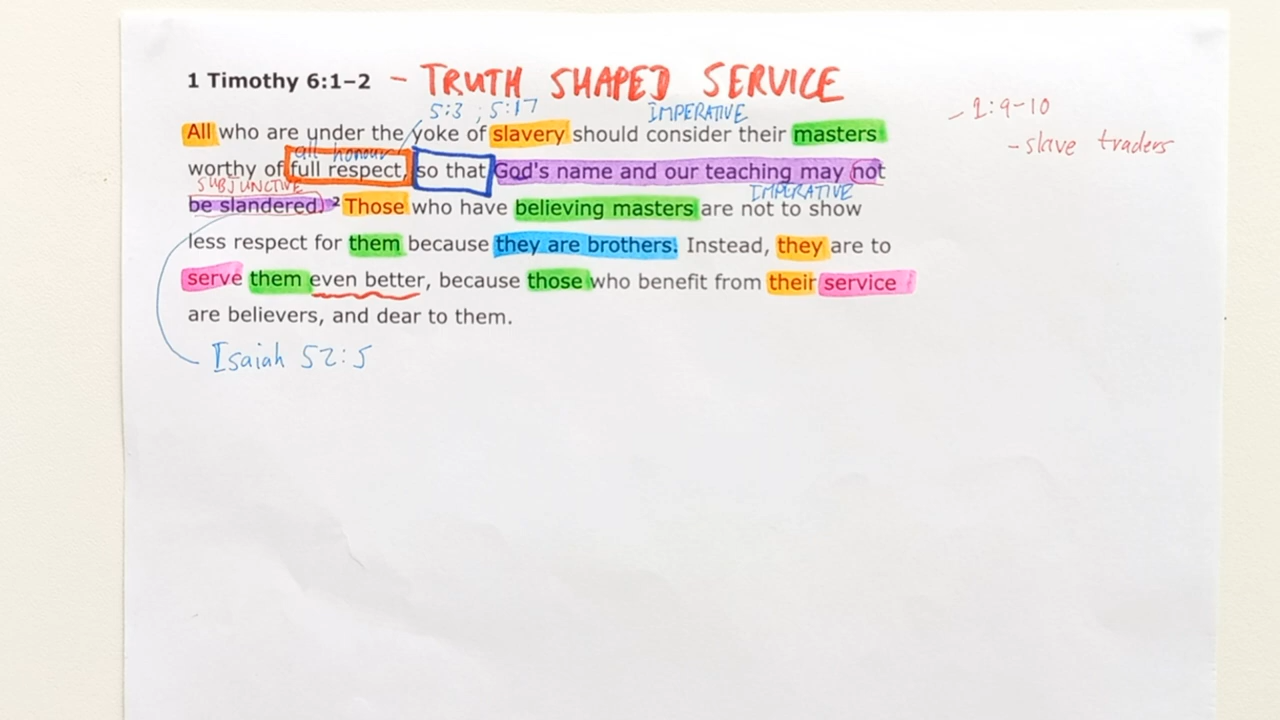 1 Timothy 6:1–2 - TRUTH SHAPED SERVICE
5:3 ; 5:17 IMPERATIVE - 1:9-10
All who are under the yoke of slavery should consider their masters
- slave traders
all honour
worthy of full respect, so that God's name and our teaching may not
SUBJUNCTIVE IMPERATIVE
be slandered. ² Those who have believing masters are not to show
less respect for them because they are brothers. Instead, they are to
serve them even better, because those who benefit from their service
are believers, and dear to them.
Isaiah 52:5